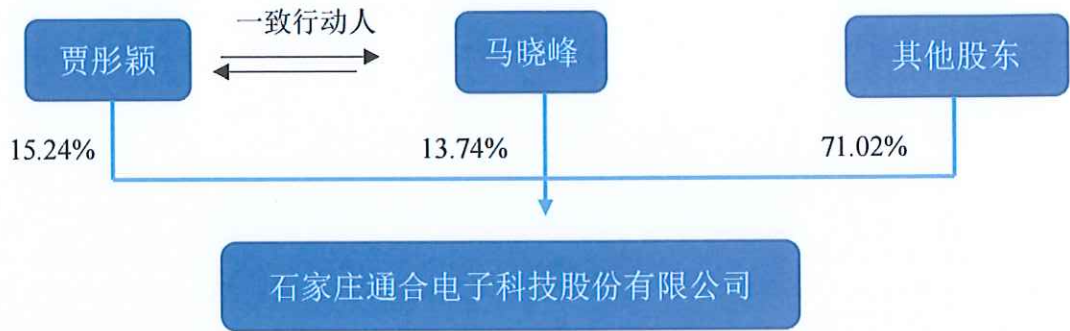 一致行动人
贾彤颖
马晓峰
其他股东
15.24%
13.74%
71.02%
石家庄通合电子科技股份有限公司